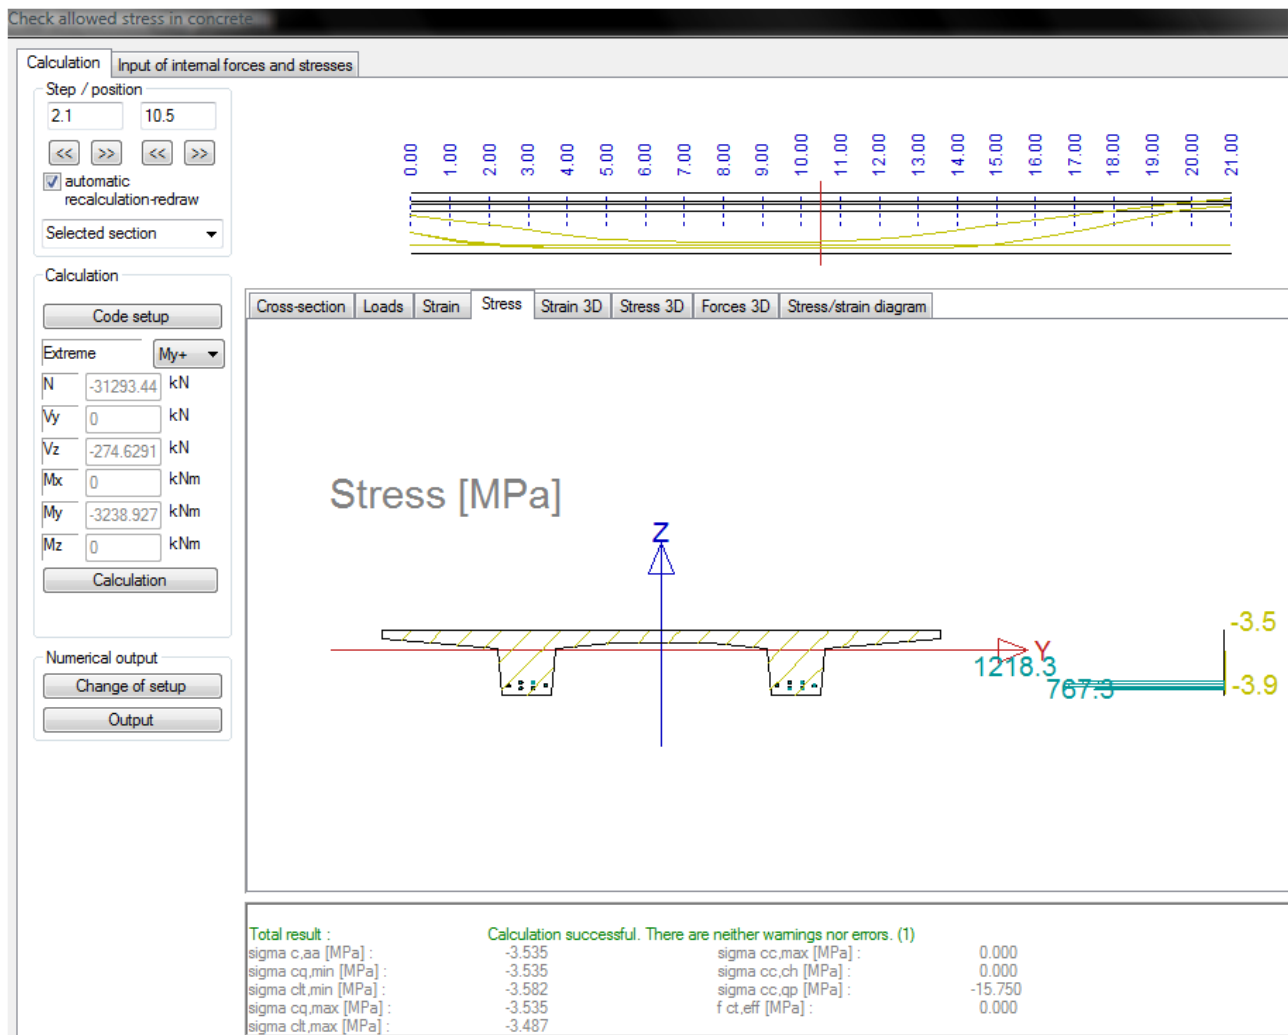 Check allowed stress in concrete
Calculation Input of internal forces and stresses
Step / position
2.1 10.5
<< >> << >>
automatic
recalculation-redraw
Selected section
0.00 1.00 2.00 3.00 4.00 5.00 6.00 7.00 8.00 9.00 10.00 11.00 12.00 13.00 14.00 15.00 16.00 17.00 18.00 19.00 20.00 21.00
Calculation
Code setup
Extreme My+
N -31293.44 kN
Vy 0 kN
Vz -274.6291 kN
Mx 0 kNm
My -3238.927 kNm
Mz 0 kNm
Calculation
Numerical output
Change of setup
Output
Cross-section Loads Strain Stress Strain 3D Stress 3D Forces 3D Stress/strain diagram
Stress [MPa]
Z
Y
-3.5
1218.3
767.3
-3.9
Total result : Calculation successful. There are neither warnings nor errors. (1)
sigma c,aa [MPa] : -3.535 sigma cc,max [MPa] : 0.000
sigma cq,min [MPa] : -3.535 sigma cc,ch [MPa] : 0.000
sigma clt,min [MPa] : -3.582 sigma cc,qp [MPa] : -15.750
sigma cq,max [MPa] : -3.535 f ct,eff [MPa] : 0.000
sigma clt,max [MPa] : -3.487